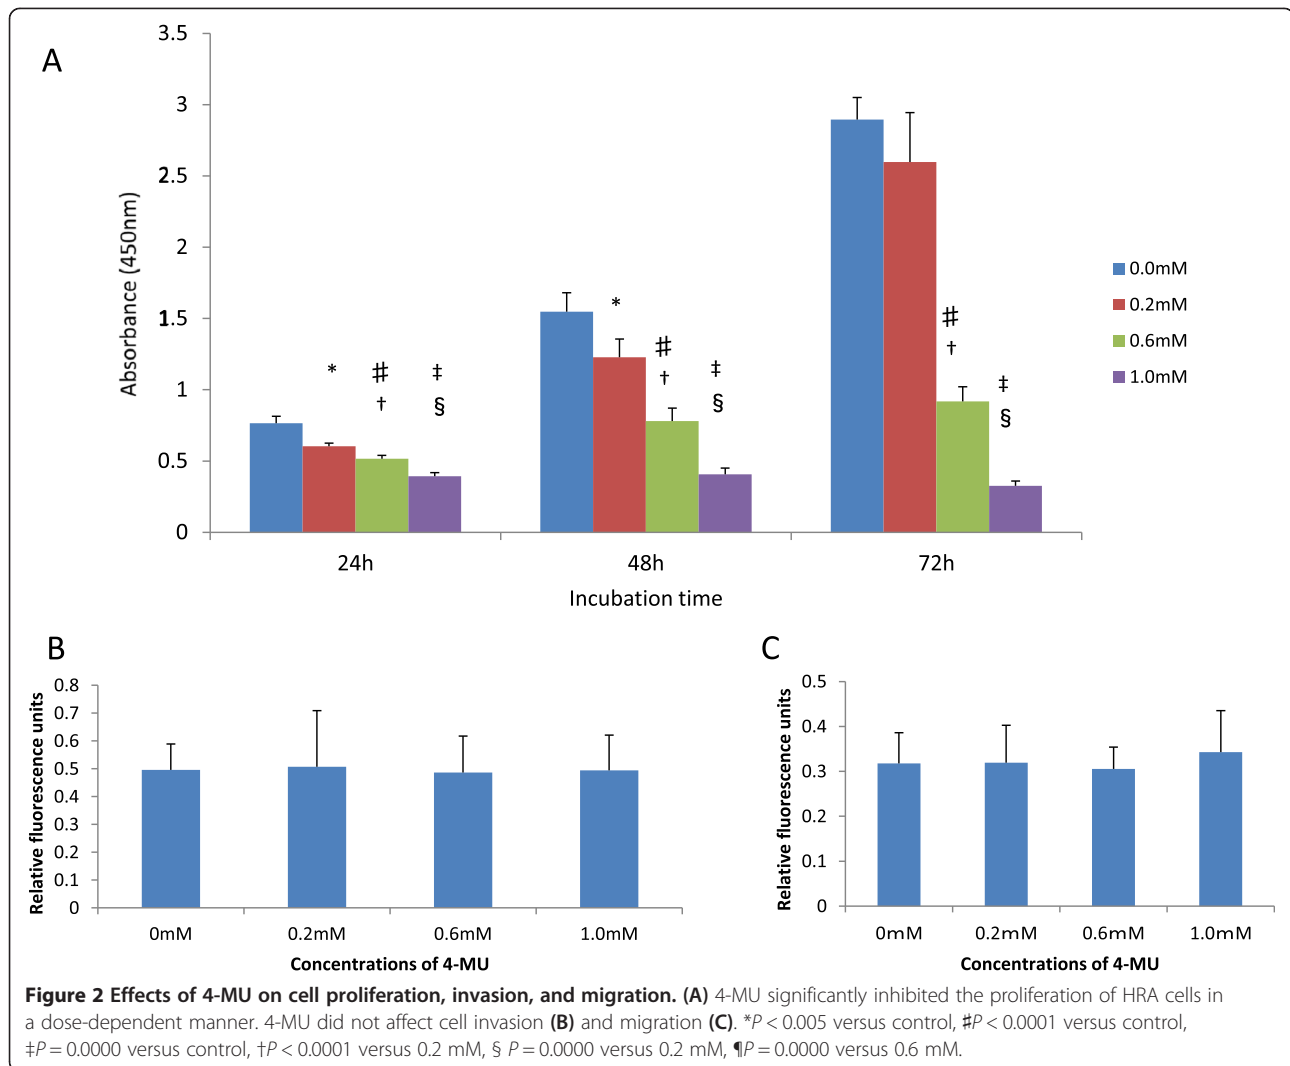 A
3.5
3
2.5
2
1.5
1
0.5
0
Absorbance (450nm)
*
♯
†
‡
§
*
♯
†
‡
§
♯
†
‡
§
24h 48h 72h
Incubation time
0.0mM
0.2mM
0.6mM
1.0mM
B
0.8
0.7
0.6
0.5
0.4
0.3
0.2
0.1
0
Relative fluorescence units
0mM 0.2mM 0.6mM 1.0mM
Concentrations of 4-MU
C
0.5
0.4
0.3
0.2
0.1
0
Relative fluorescence units
0mM 0.2mM 0.6mM 1.0mM
Concentrations of 4-MU
Figure 2 Effects of 4-MU on cell proliferation, invasion, and migration. (A) 4-MU significantly inhibited the proliferation of HRA cells in
a dose-dependent manner. 4-MU did not affect cell invasion (B) and migration (C). *P < 0.005 versus control, ♯P < 0.0001 versus control,
‡P = 0.0000 versus control, †P < 0.0001 versus 0.2 mM, § P = 0.0000 versus 0.2 mM, ¶P = 0.0000 versus 0.6 mM.